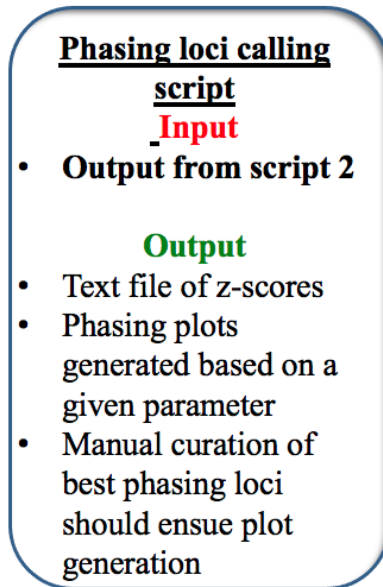 Phasing loci calling
script
Input
• Output from script 2
Output
• Text file of z-scores
• Phasing plots
generated based on a
given parameter
• Manual curation of
best phasing loci
should ensue plot
generation